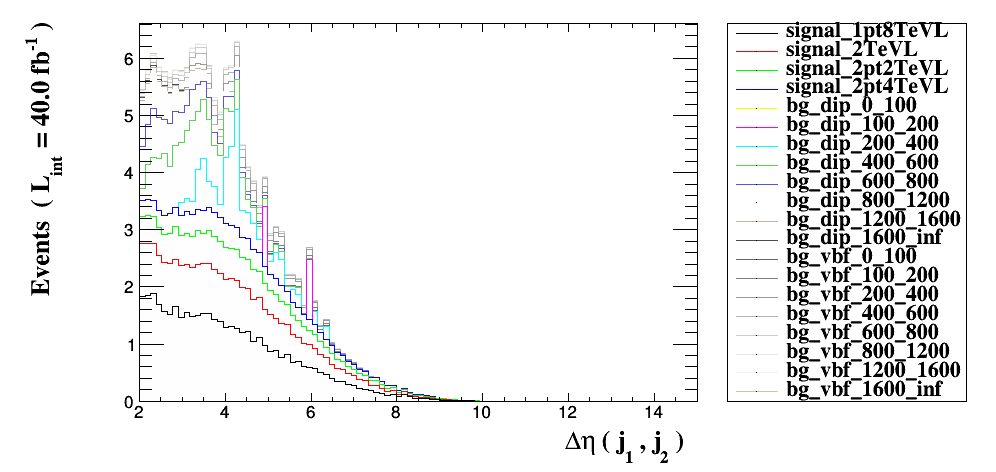 Events ( L_int = 40.0 fb^-1 )
6
5
4
3
2
1
0
2 4 6 8 10 12 14
Δη ( j_1 , j_2 )
signal_1pt8TeVL
signal_2TeVL
signal_2pt2TeVL
signal_2pt4TeVL
bg_dip_0_100
bg_dip_100_200
bg_dip_200_400
bg_dip_400_600
bg_dip_600_800
bg_dip_800_1200
bg_dip_1200_1600
bg_dip_1600_inf
bg_vbf_0_100
bg_vbf_100_200
bg_vbf_200_400
bg_vbf_400_600
bg_vbf_600_800
bg_vbf_800_1200
bg_vbf_1200_1600
bg_vbf_1600_inf